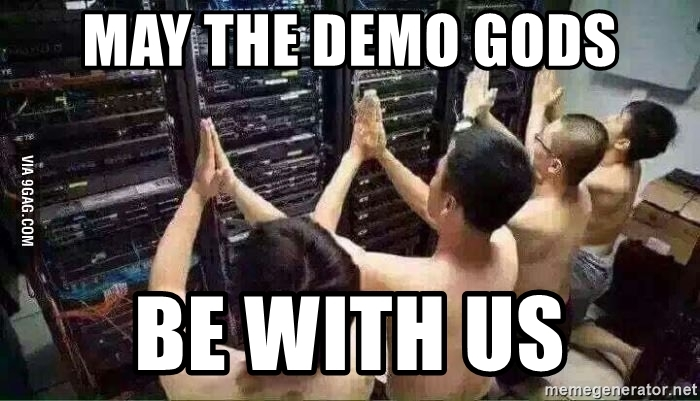 MAY THE DEMO GODS
VIA 9GAG.COM
BE WITH US
memegenerator.net